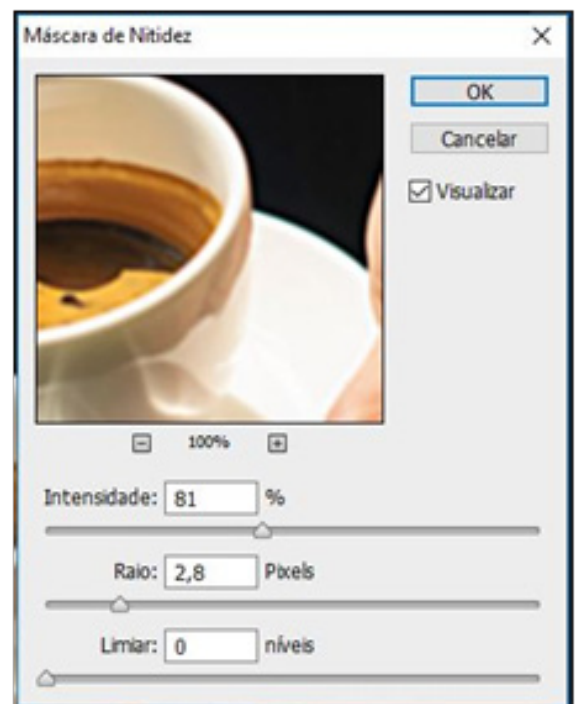 Máscara de Nitidez
OK
Cancelar
Visualizar
100%
Intensidade: 81 %
Raio: 2,8 Pixels
Limiar: 0 níveis